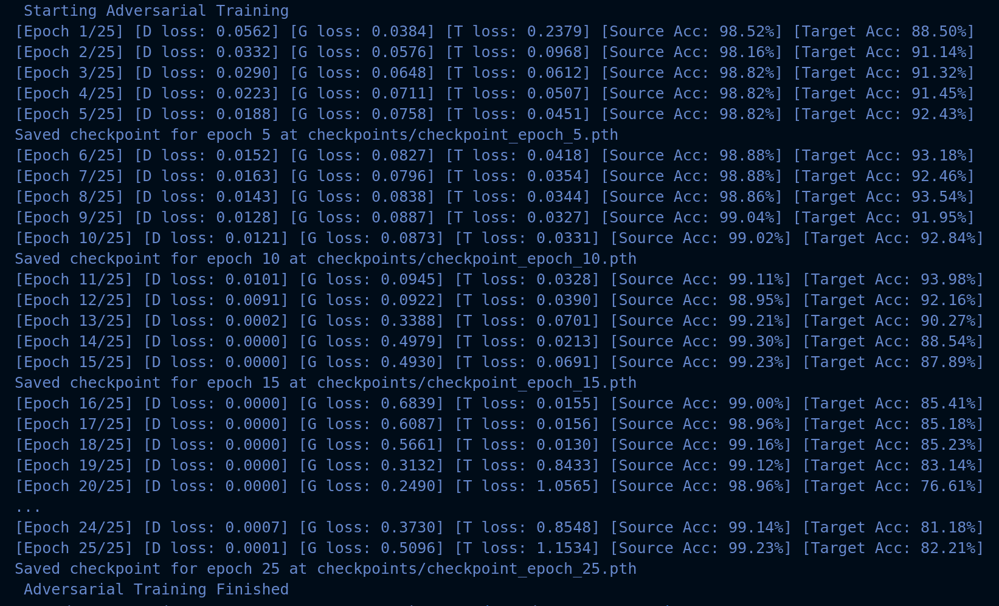 Starting Adversarial Training
[Epoch 1/25] [D loss: 0.0562] [G loss: 0.0384] [T loss: 0.2379] [Source Acc: 98.52%] [Target Acc: 88.50%]
[Epoch 2/25] [D loss: 0.0332] [G loss: 0.0576] [T loss: 0.0968] [Source Acc: 98.16%] [Target Acc: 91.14%]
[Epoch 3/25] [D loss: 0.0290] [G loss: 0.0648] [T loss: 0.0612] [Source Acc: 98.82%] [Target Acc: 91.32%]
[Epoch 4/25] [D loss: 0.0223] [G loss: 0.0711] [T loss: 0.0507] [Source Acc: 98.82%] [Target Acc: 91.45%]
[Epoch 5/25] [D loss: 0.0188] [G loss: 0.0758] [T loss: 0.0451] [Source Acc: 98.82%] [Target Acc: 92.43%]
Saved checkpoint for epoch 5 at checkpoints/checkpoint_epoch_5.pth
[Epoch 6/25] [D loss: 0.0152] [G loss: 0.0827] [T loss: 0.0418] [Source Acc: 98.88%] [Target Acc: 93.18%]
[Epoch 7/25] [D loss: 0.0163] [G loss: 0.0796] [T loss: 0.0354] [Source Acc: 98.88%] [Target Acc: 92.46%]
[Epoch 8/25] [D loss: 0.0143] [G loss: 0.0838] [T loss: 0.0344] [Source Acc: 98.86%] [Target Acc: 93.54%]
[Epoch 9/25] [D loss: 0.0128] [G loss: 0.0887] [T loss: 0.0327] [Source Acc: 99.04%] [Target Acc: 91.95%]
[Epoch 10/25] [D loss: 0.0121] [G loss: 0.0873] [T loss: 0.0331] [Source Acc: 99.02%] [Target Acc: 92.84%]
Saved checkpoint for epoch 10 at checkpoints/checkpoint_epoch_10.pth
[Epoch 11/25] [D loss: 0.0101] [G loss: 0.0945] [T loss: 0.0328] [Source Acc: 99.11%] [Target Acc: 93.98%]
[Epoch 12/25] [D loss: 0.0091] [G loss: 0.0922] [T loss: 0.0390] [Source Acc: 98.95%] [Target Acc: 92.16%]
[Epoch 13/25] [D loss: 0.0002] [G loss: 0.3388] [T loss: 0.0701] [Source Acc: 99.21%] [Target Acc: 90.27%]
[Epoch 14/25] [D loss: 0.0000] [G loss: 0.4979] [T loss: 0.0213] [Source Acc: 99.30%] [Target Acc: 88.54%]
[Epoch 15/25] [D loss: 0.0000] [G loss: 0.4930] [T loss: 0.0691] [Source Acc: 99.23%] [Target Acc: 87.89%]
Saved checkpoint for epoch 15 at checkpoints/checkpoint_epoch_15.pth
[Epoch 16/25] [D loss: 0.0000] [G loss: 0.6839] [T loss: 0.0155] [Source Acc: 99.00%] [Target Acc: 85.41%]
[Epoch 17/25] [D loss: 0.0000] [G loss: 0.6087] [T loss: 0.0156] [Source Acc: 98.96%] [Target Acc: 85.18%]
[Epoch 18/25] [D loss: 0.0000] [G loss: 0.5661] [T loss: 0.0130] [Source Acc: 99.16%] [Target Acc: 85.23%]
[Epoch 19/25] [D loss: 0.0000] [G loss: 0.3132] [T loss: 0.8433] [Source Acc: 99.12%] [Target Acc: 83.14%]
[Epoch 20/25] [D loss: 0.0000] [G loss: 0.2490] [T loss: 1.0565] [Source Acc: 98.96%] [Target Acc: 76.61%]
...
[Epoch 24/25] [D loss: 0.0007] [G loss: 0.3730] [T loss: 0.8548] [Source Acc: 99.14%] [Target Acc: 81.18%]
[Epoch 25/25] [D loss: 0.0001] [G loss: 0.5096] [T loss: 1.1534] [Source Acc: 99.23%] [Target Acc: 82.21%]
Saved checkpoint for epoch 25 at checkpoints/checkpoint_epoch_25.pth
Adversarial Training Finished